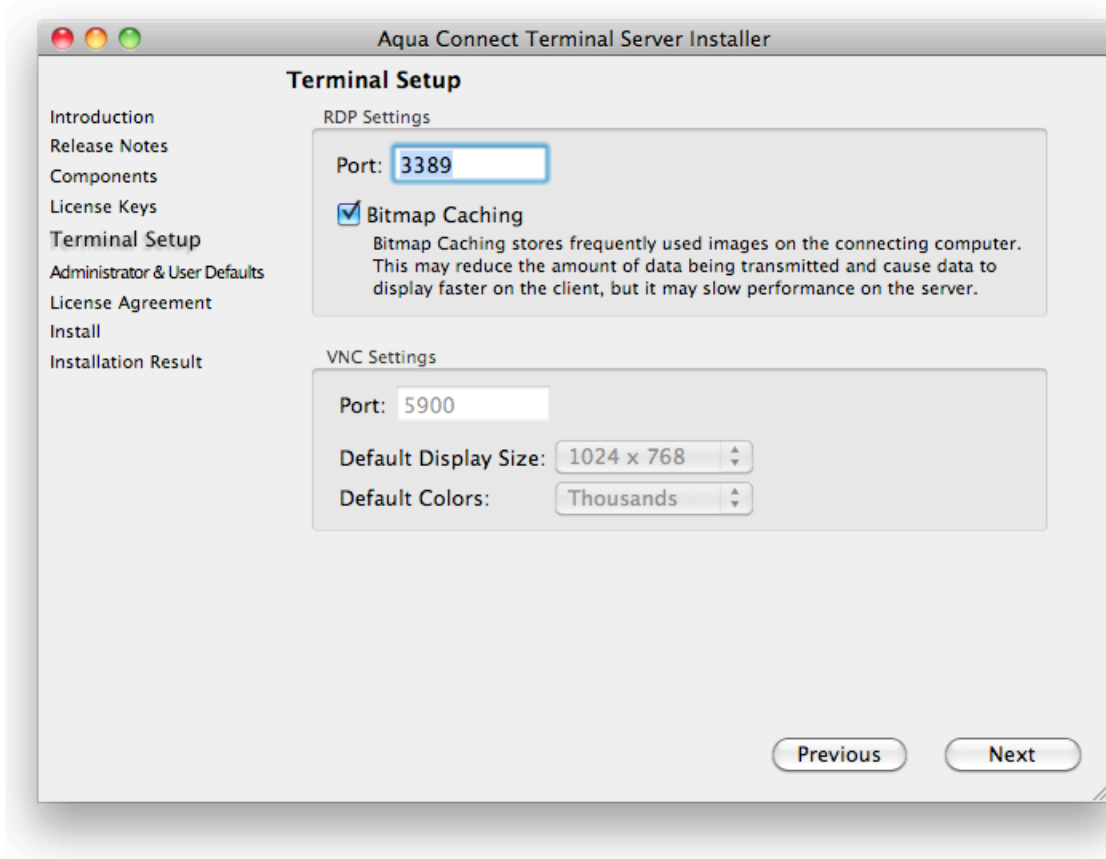 Aqua Connect Terminal Server Installer
Terminal Setup
Introduction
Release Notes
Components
License Keys
Terminal Setup
Administrator & User Defaults
License Agreement
Install
Installation Result
RDP Settings
Port: 3389
Bitmap Caching
Bitmap Caching stores frequently used images on the connecting computer.
This may reduce the amount of data being transmitted and cause data to
display faster on the client, but it may slow performance on the server.
VNC Settings
Port: 5900
Default Display Size: 1024 x 768
Default Colors: Thousands
Previous
Next